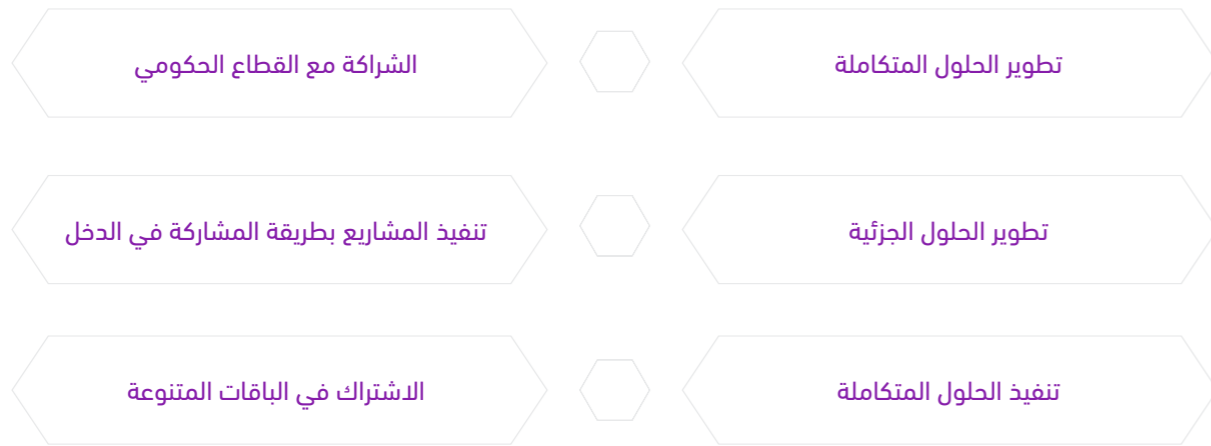 تطوير الحلول المتكاملة
الشراكة مع القطاع الحكومي
تطوير الحلول الجزئية
تنفيذ المشاريع بطريقة المشاركة في الدخل
تنفيذ الحلول المتكاملة
الاشتراك في الباقات المتنوعة